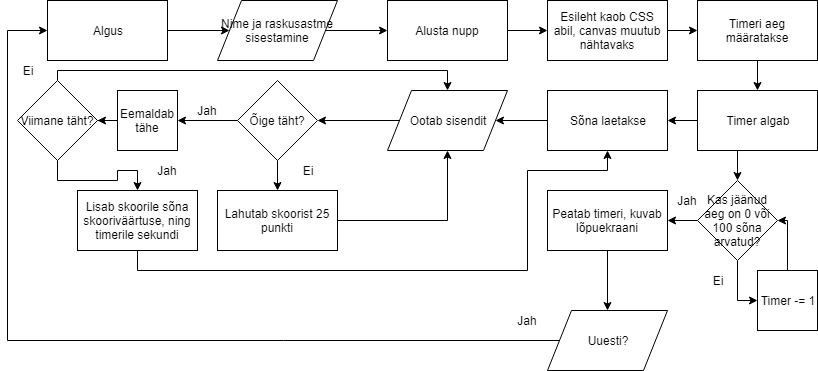 Algus
Nime ja raskusastme
sisestamine
Alusta nupp
Esileht kaob CSS
abil, canvas muutub
nähtavaks
Timeri aeg
määratakse
Ei
Viimane täht?
Eemaldab
tähe
Jah
Õige täht?
Ootab sisendit
Sõna laetakse
Timer algab
Jah
Ei
Lisab skoorile sõna
skooriväärtuse, ning
timerile sekundi
Lahutab skoorist 25
punkti
Peatab timeri, kuvab
lõpuekraani
Jah
Kas jäänud
aeg on 0 või
100 sõna
arvatud?
Ei
Timer -= 1
Jah
Uuesti?